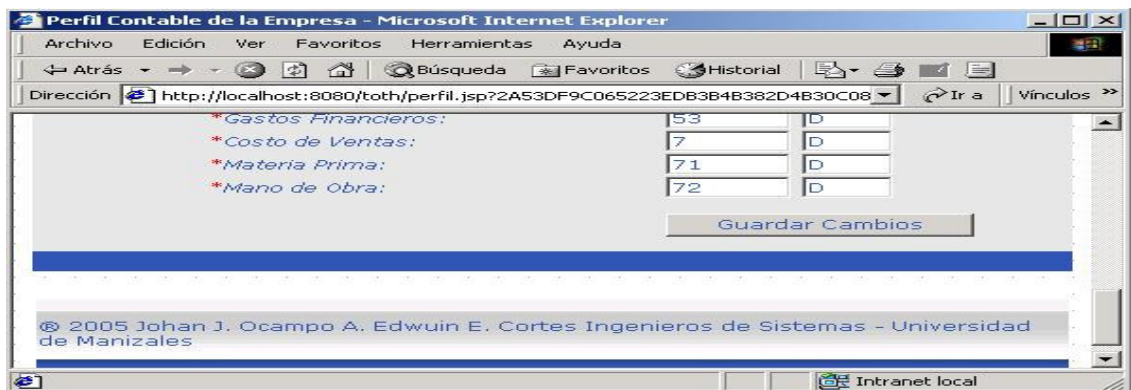 Perfil Contable de la Empresa - Microsoft Internet Explorer
Archivo Edición Ver Favoritos Herramientas Ayuda
Atrás Búsqueda Favoritos Historial
Dirección http://localhost:8080/toth/perfil.jsp?2A53DF9C065223EDB3B4B382D4B30C08 Ir a Vínculos »
*Gastos Financieros: 53 D
*Costo de Ventas: 7 D
*Materia Prima: 71 D
*Mano de Obra: 72 D
Guardar Cambios
® 2005 Johan J. Ocampo A. Edwuin E. Cortes Ingenieros de Sistemas - Universidad
de Manizales
Intranet local